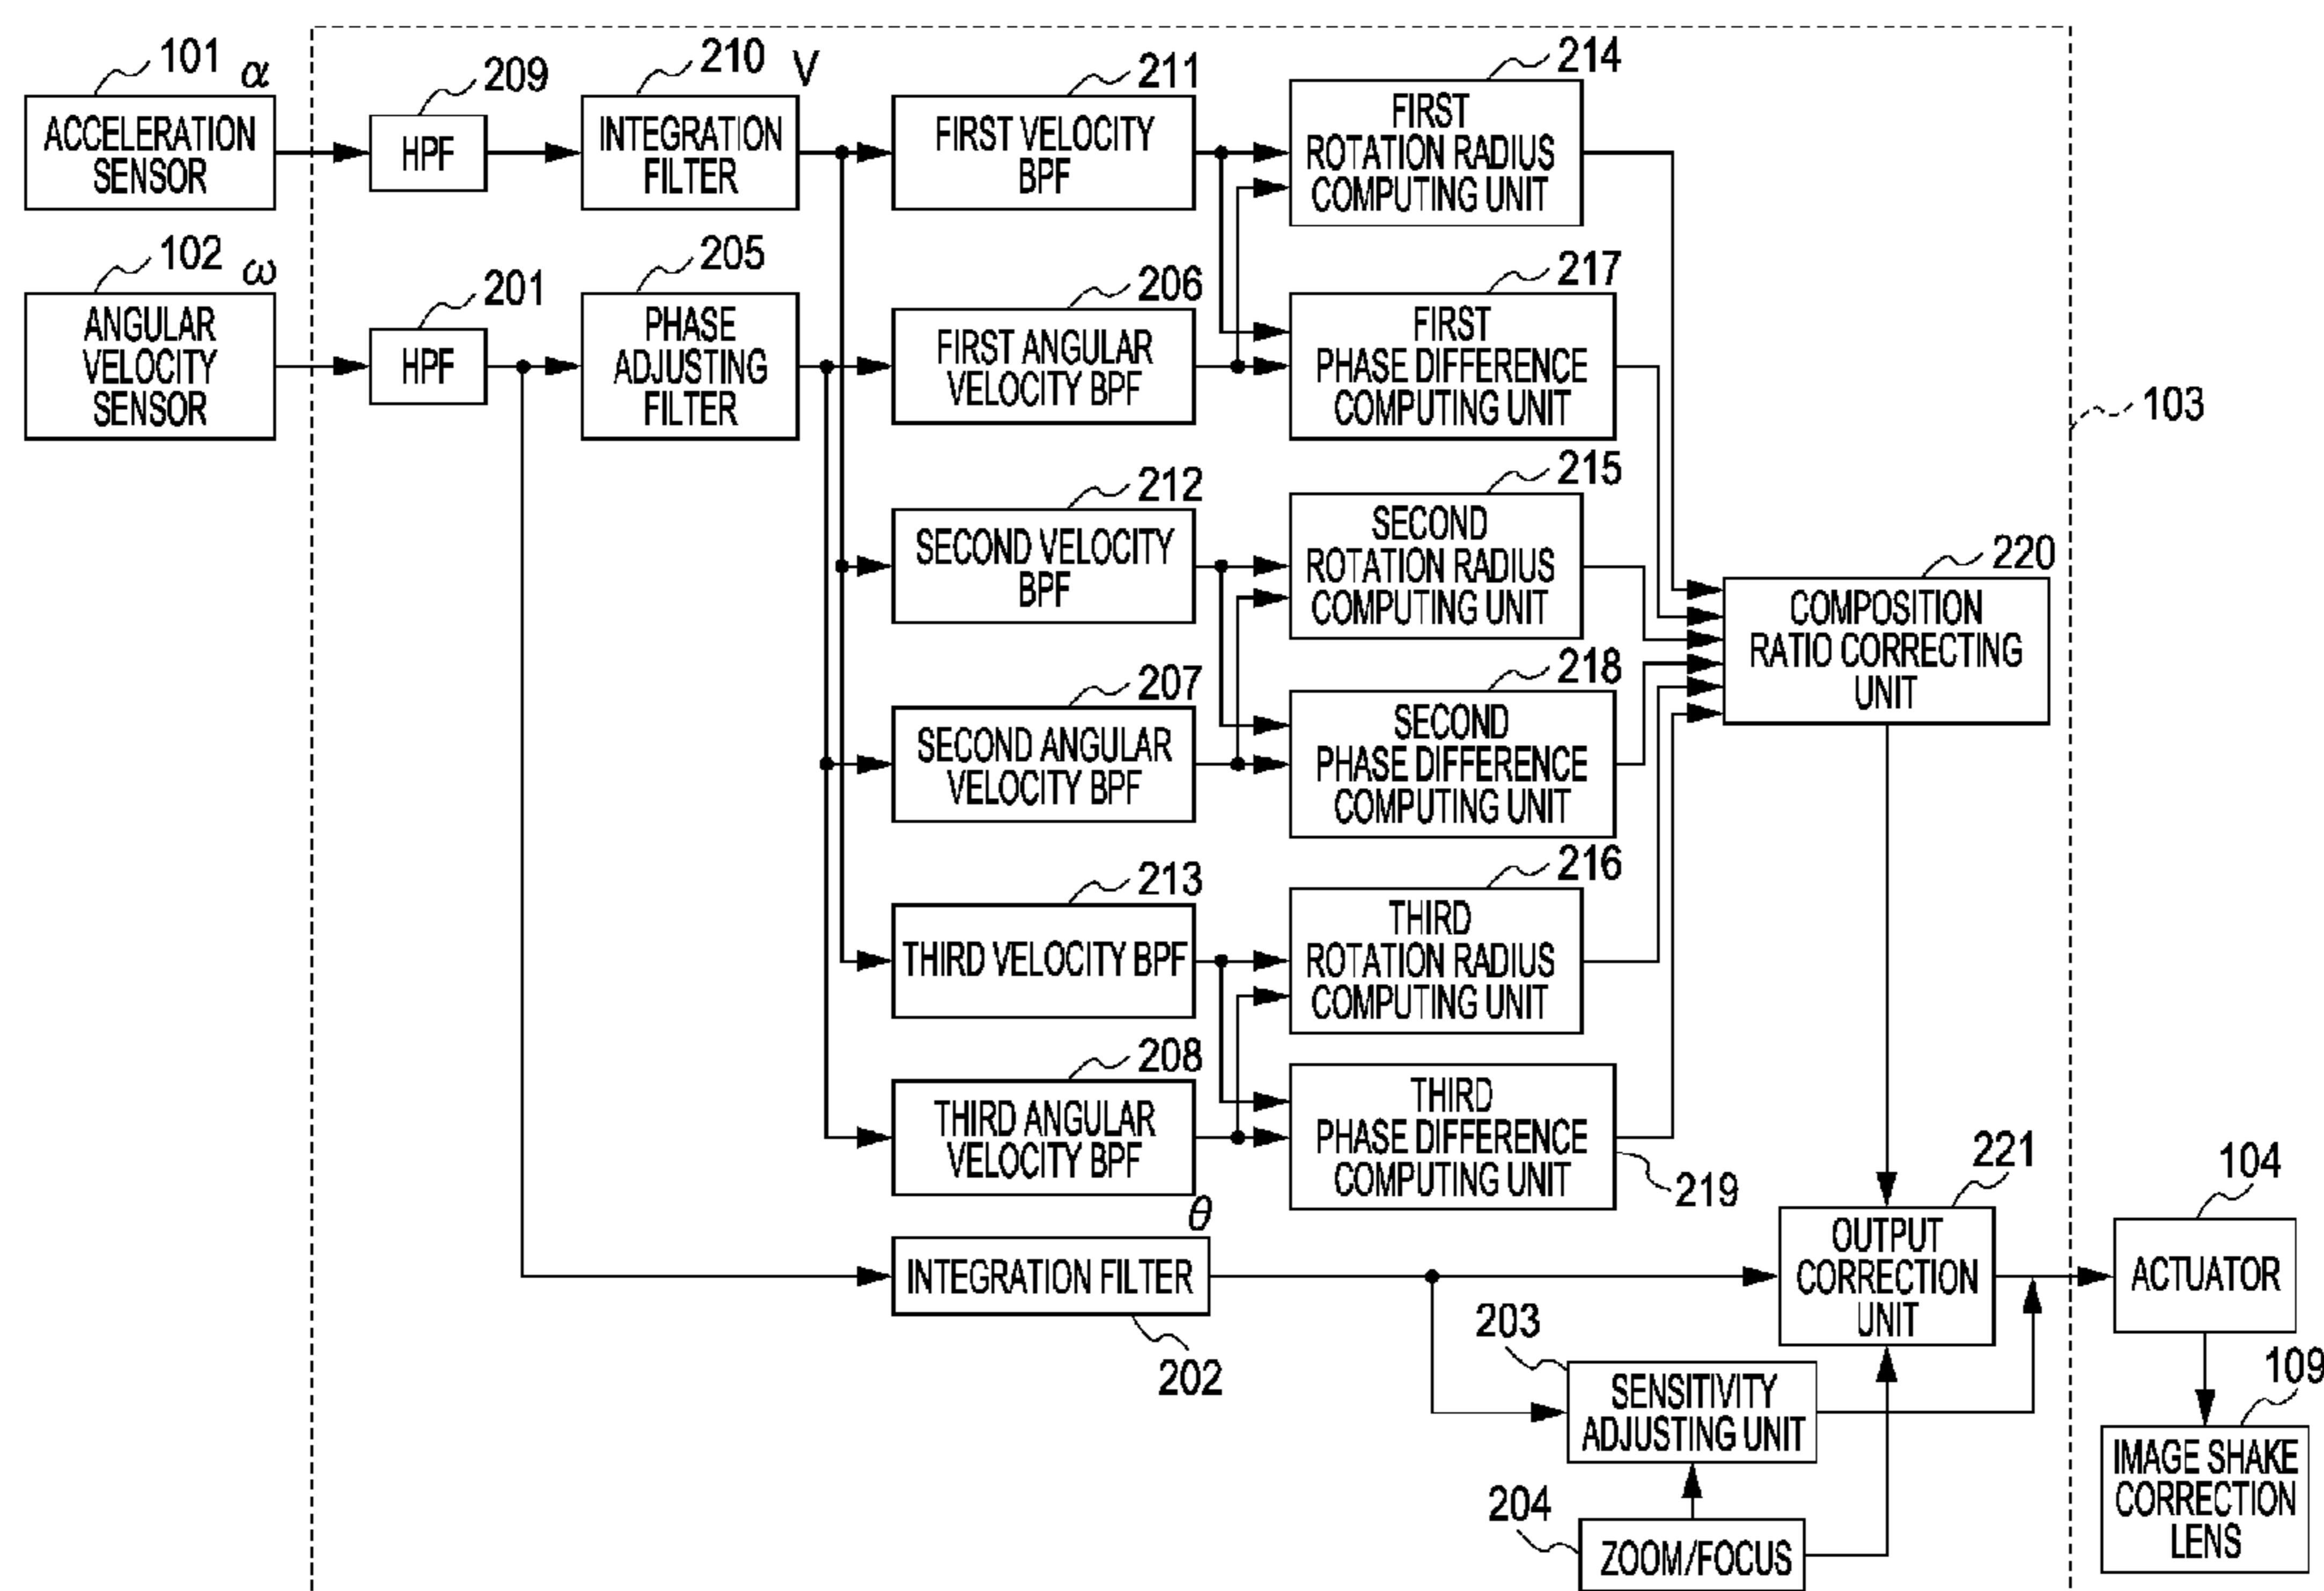 101 α
ACCELERATION
SENSOR
209
HPF
210 V
INTEGRATION
FILTER
211
FIRST VELOCITY
BPF
214
FIRST
ROTATION RADIUS
COMPUTING UNIT
102 ω
ANGULAR
VELOCITY
SENSOR
201
HPF
205
PHASE
ADJUSTING
FILTER
206
FIRST ANGULAR
VELOCITY BPF
217
FIRST
PHASE DIFFERENCE
COMPUTING UNIT
103
212
SECOND VELOCITY
BPF
215
SECOND
ROTATION RADIUS
COMPUTING UNIT
220
COMPOSITION
RATIO CORRECTING
UNIT
207
SECOND ANGULAR
VELOCITY BPF
218
SECOND
PHASE DIFFERENCE
COMPUTING UNIT
213
THIRD VELOCITY BPF
216
THIRD
ROTATION RADIUS
COMPUTING UNIT
208
THIRD ANGULAR
VELOCITY BPF
THIRD
PHASE DIFFERENCE
COMPUTING UNIT
219
θ
INTEGRATION FILTER
202
221
OUTPUT
CORRECTION
UNIT
104
ACTUATOR
203
SENSITIVITY
ADJUSTING UNIT
109
IMAGE SHAKE
CORRECTION
LENS
204
ZOOM/FOCUS